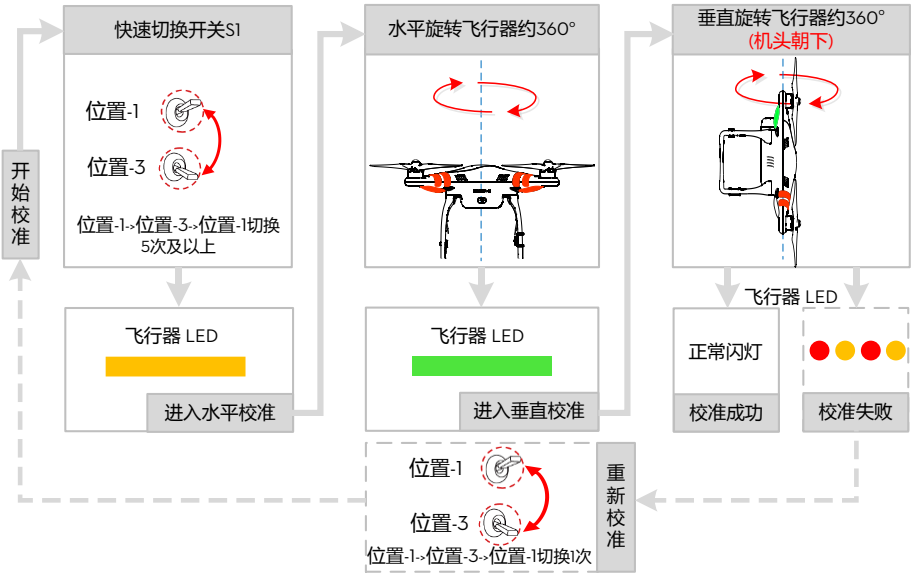 开始校准
快速切换开关S1
位置-1
位置-3
位置-1->位置-3->位置-1切换
5次及以上
飞行器 LED
进入水平校准
水平旋转飞行器约360°
飞行器 LED
进入垂直校准
垂直旋转飞行器约360°
(机头朝下)
飞行器 LED
正常闪灯
校准成功
校准失败
位置-1
位置-3
位置-1->位置-3->位置-1切换1次
重新校准